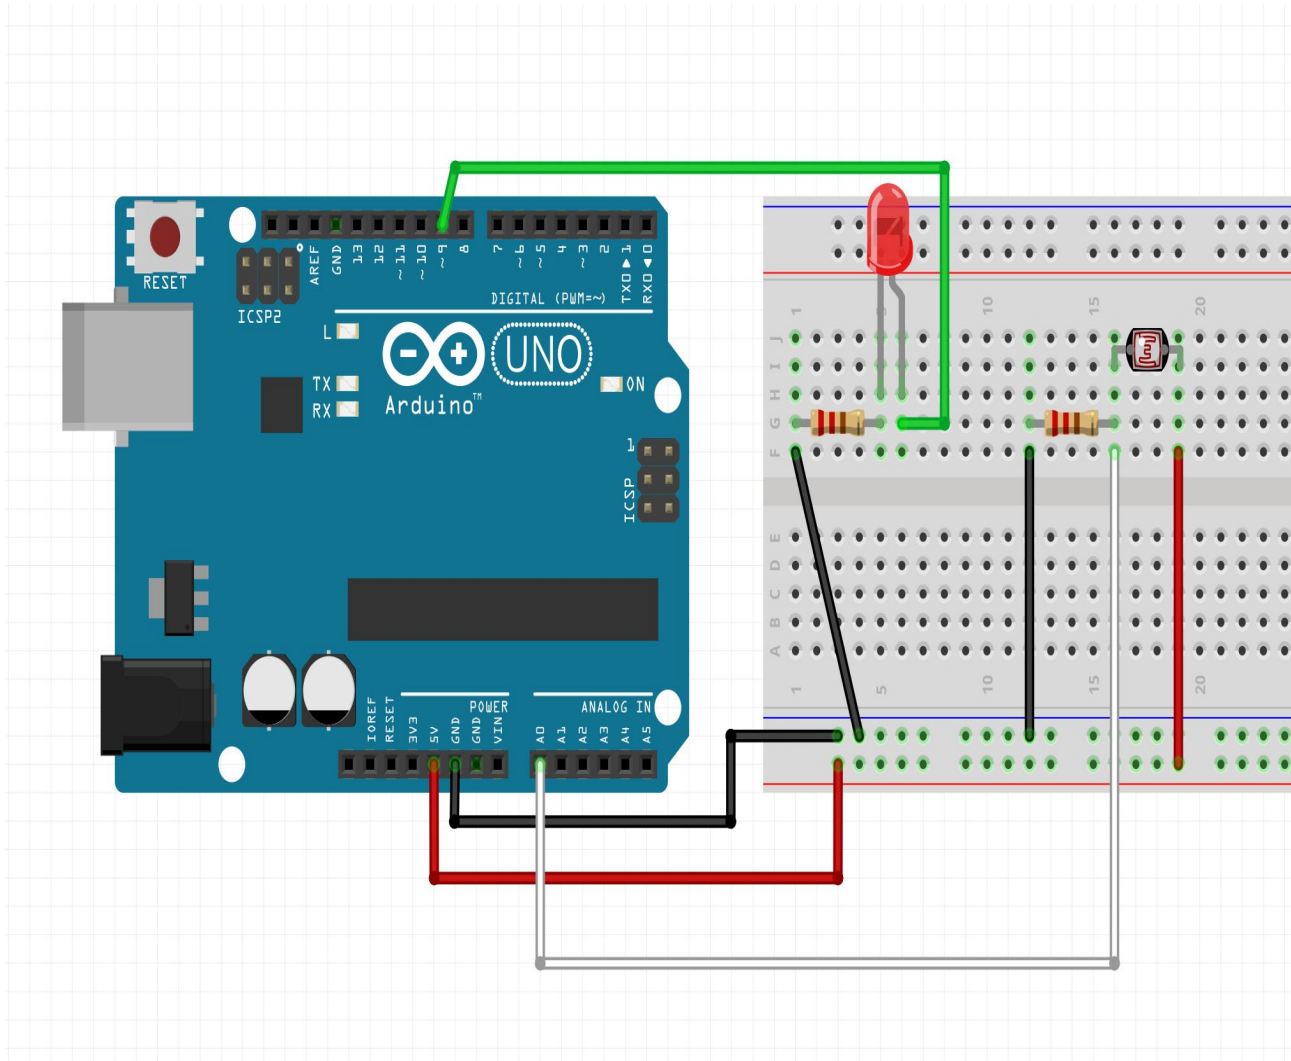 RESET
ICSP2
AREF
GND
13
12
~11
~10
~9
8
7
~6
~5
4
~3
2
TX0▶1
RX0◀0
DIGITAL (PWM=~)
L
TX
RX
UNO
Arduino™
ON
1
ICSP
IOREF
RESET
3V3
5V
GND
GND
VIN
POWER
ANALOG IN
A0
A1
A2
A3
A4
A5
1
5
10
15
20
J
I
H
G
F
E
D
C
B
A
1
5
10
15
20